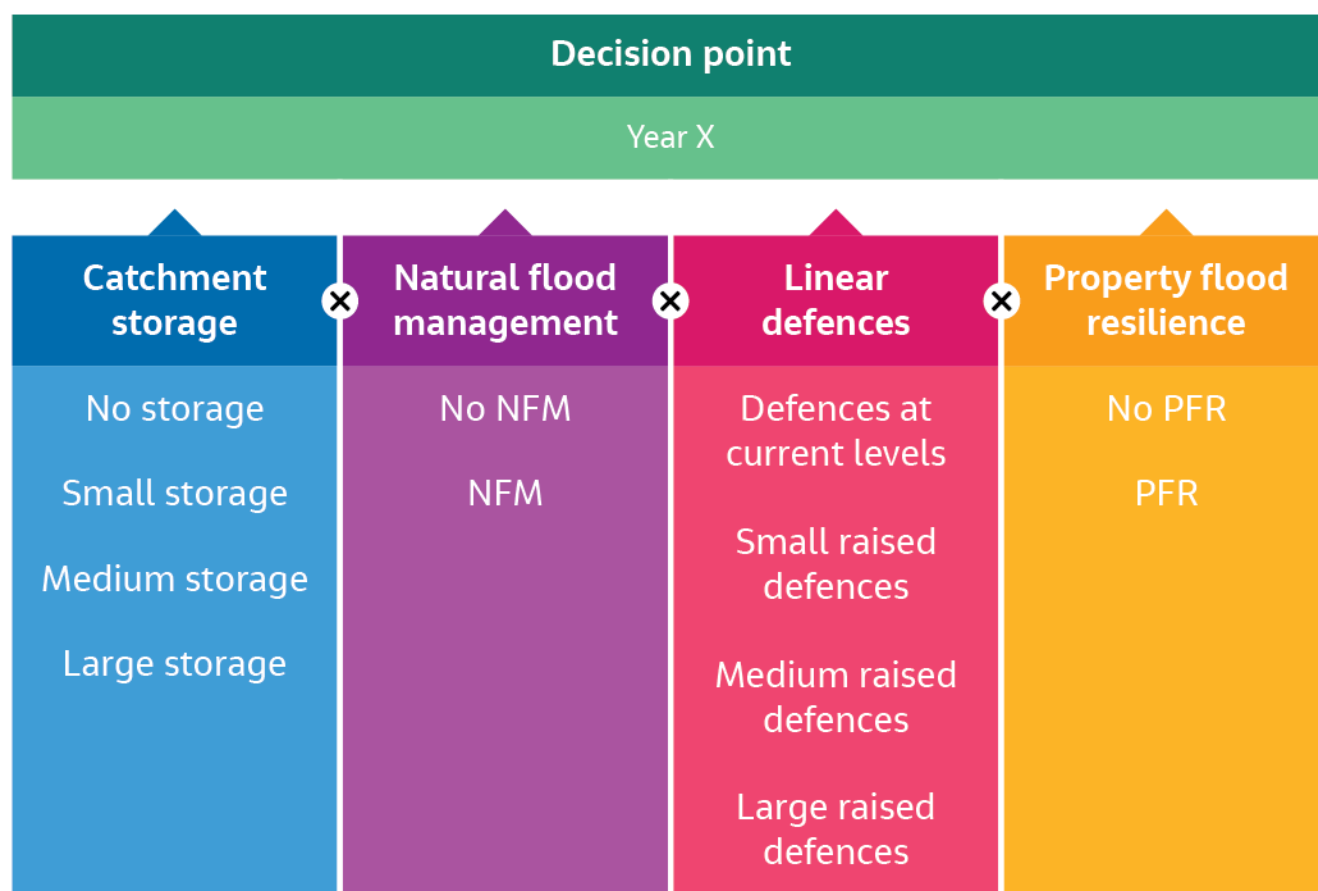 Decision point
Year X
Catchment
storage
Natural flood
management
Linear
defences
Property flood
resilience
No storage
Small storage
Medium storage
Large storage
No NFM
NFM
Defences at
current levels
Small raised
defences
Medium raised
defences
Large raised
defences
No PFR
PFR